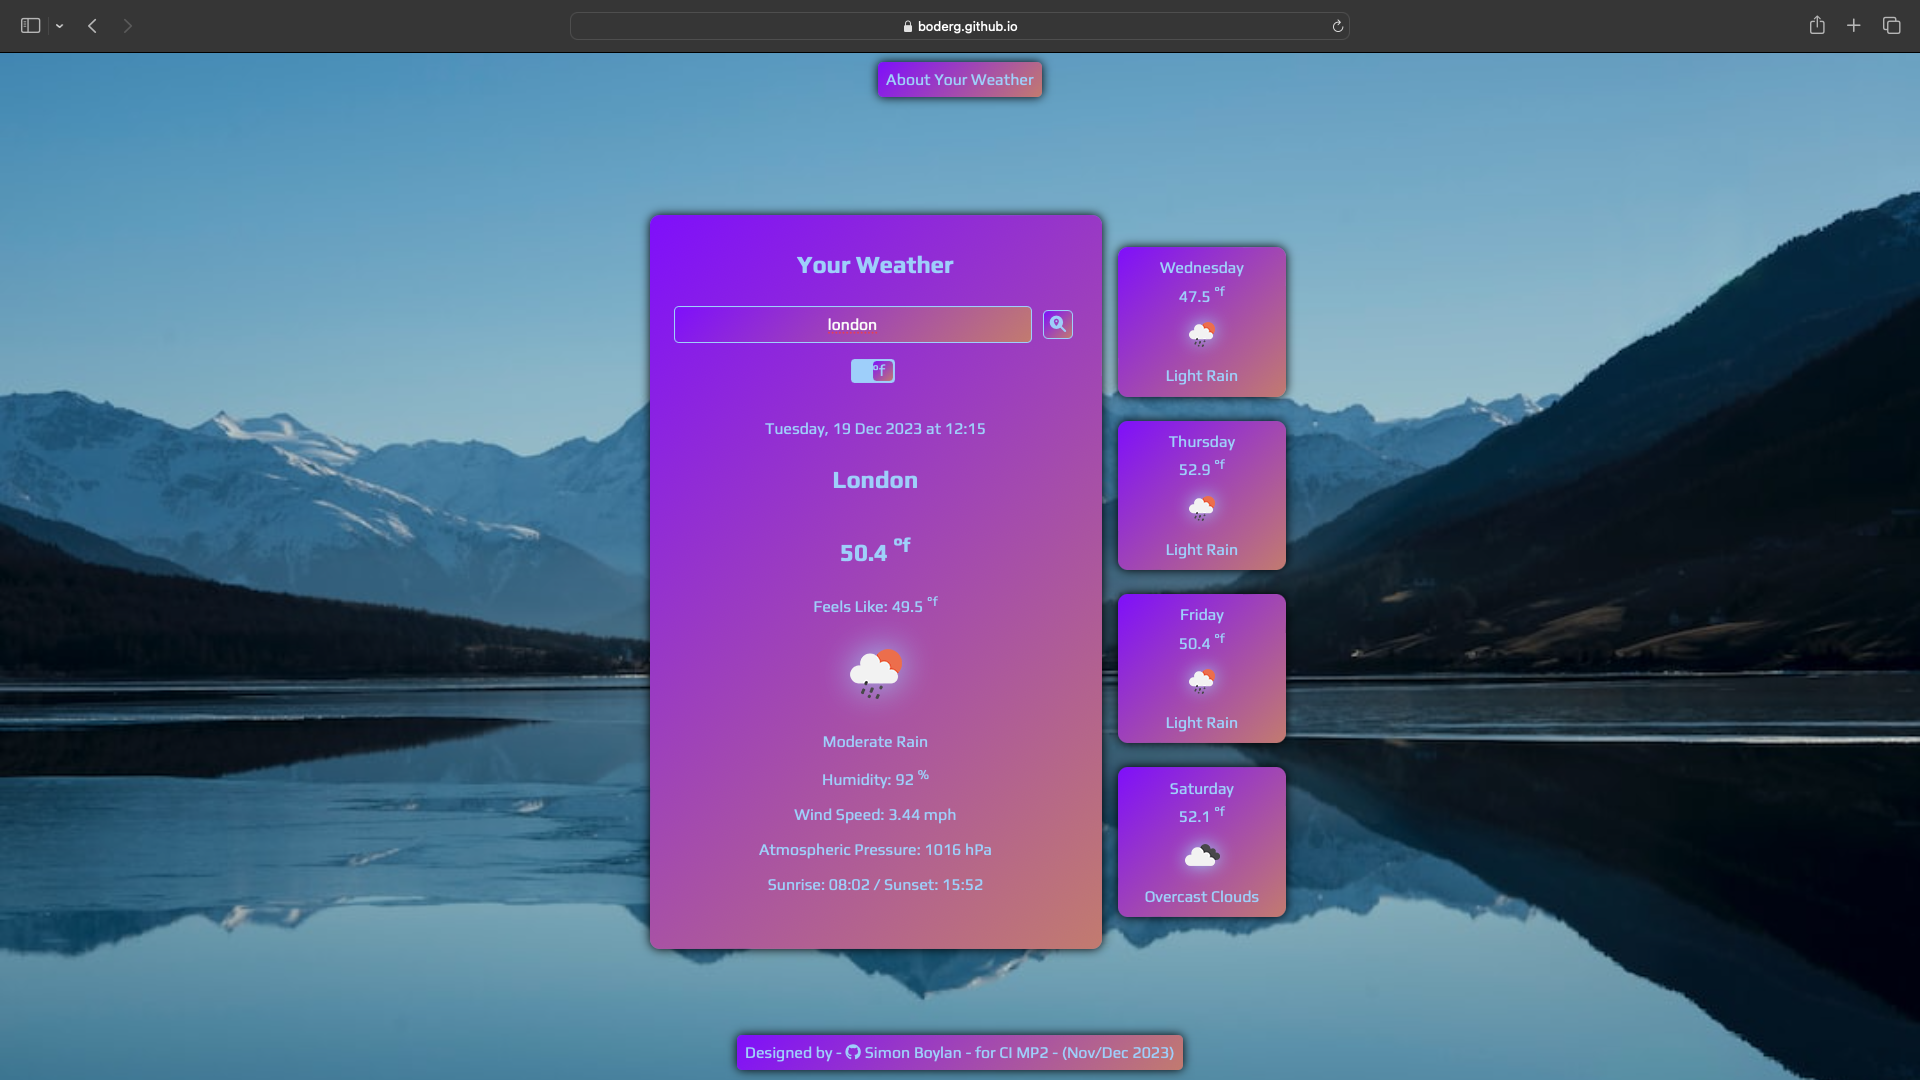 boderg.github.io
About Your Weather
Your Weather
london
°f
Tuesday, 19 Dec 2023 at 12:15
London
50.4 °f
Feels Like: 49.5 °f
Moderate Rain
Humidity: 92 %
Wind Speed: 3.44 mph
Atmospheric Pressure: 1016 hPa
Sunrise: 08:02 / Sunset: 15:52
Wednesday
47.5 °f
Light Rain
Thursday
52.9 °f
Light Rain
Friday
50.4 °f
Light Rain
Saturday
52.1 °f
Overcast Clouds
Designed by - Simon Boylan - for CI MP2 - (Nov/Dec 2023)